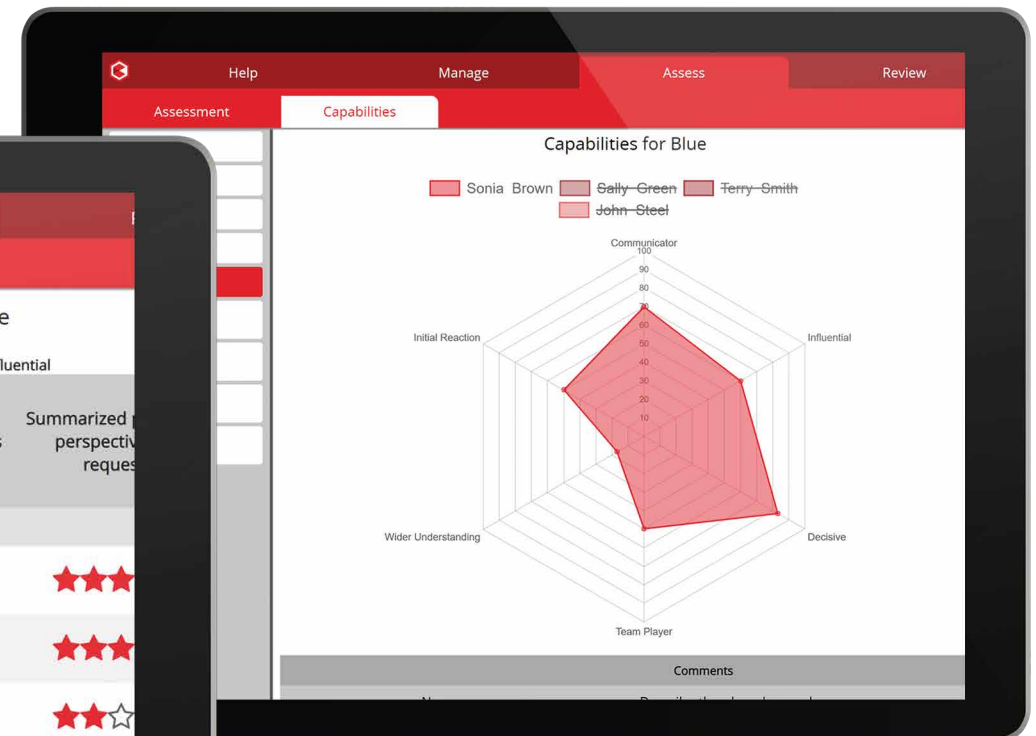 Help Manage Assess Review
Assessment Capabilities
Capabilities for Blue
Sonia Brown Sally Green Terry Smith
John Steel
Communicator
100
90
80
70
60
50
40
30
20
10
Initial Reaction
Influential
Wider Understanding
Decisive
Team Player
Comments
Summarized
perspectiv
reques